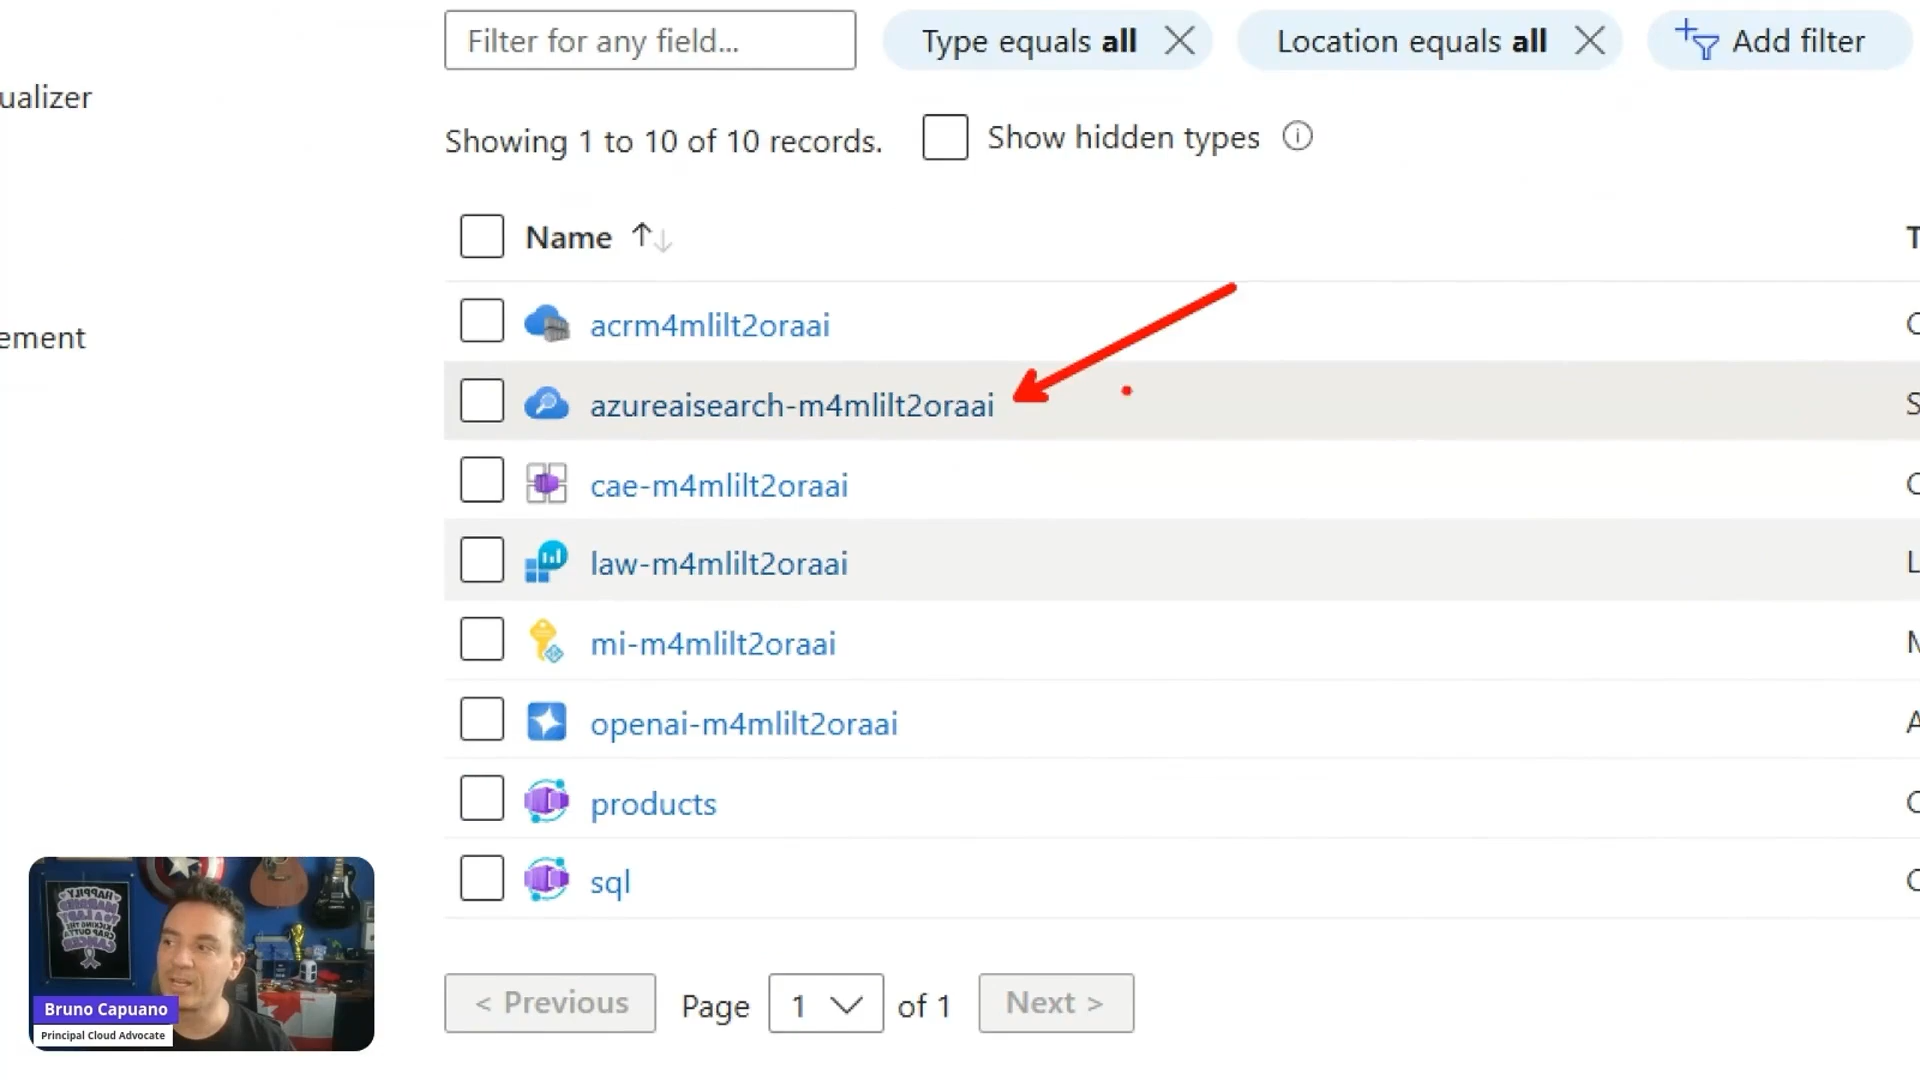 Filter for any field...
Type equals all
Location equals all
Add filter
ualizer
Showing 1 to 10 of 10 records.
Show hidden types
Name
T
acrm4mlilt2oraai
C
ement
azureaisearch-m4mlilt2oraai
S
cae-m4mlilt2oraai
C
law-m4mlilt2oraai
L
mi-m4mlilt2oraai
M
openai-m4mlilt2oraai
A
products
C
sql
C
< Previous
Page
1
of 1
Next >
Bruno Capuano
Principal Cloud Advocate